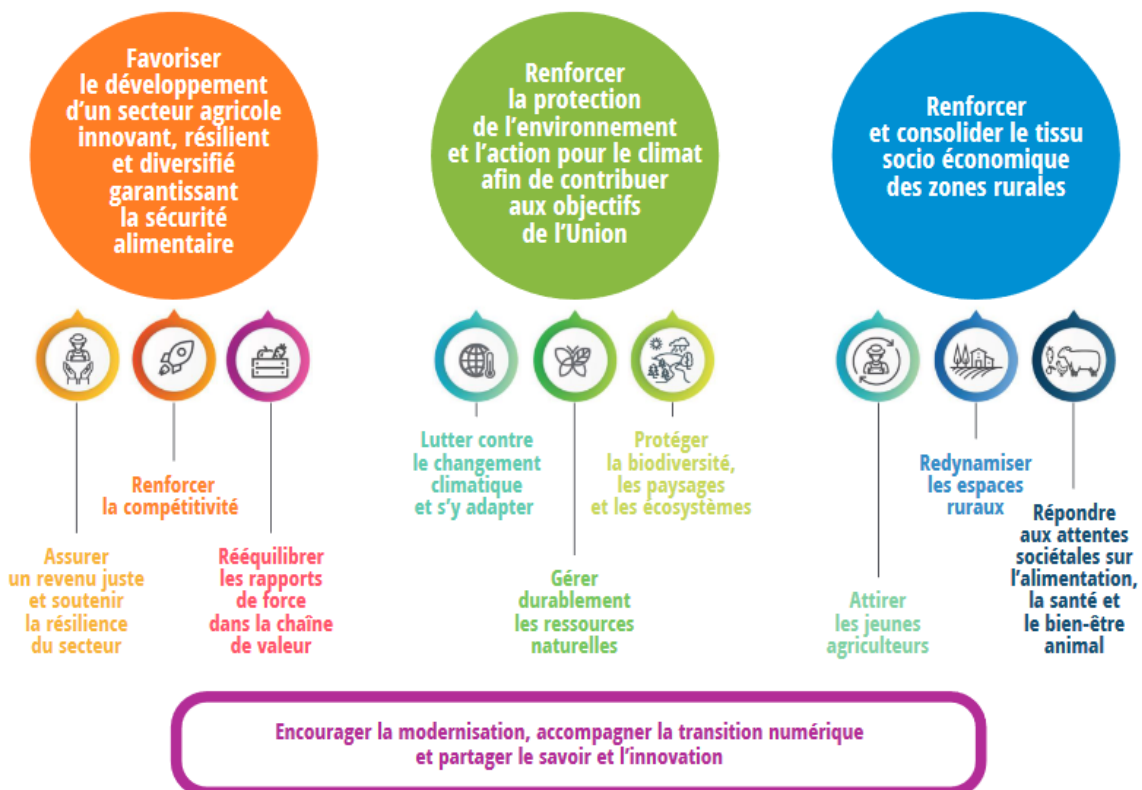 Favoriser
le développement
d'un secteur agricole
innovant, résilient
et diversifié
garantissant
la sécurité
alimentaire
Renforcer
la protection
de l'environnement
et l'action pour le climat
afin de contribuer
aux objectifs
de l'Union
Renforcer
et consolider le tissu
socio économique
des zones rurales
Assurer
un revenu juste
et soutenir
la résilience
du secteur
Renforcer
la compétitivité
Rééquilibrer
les rapports
de force
dans la chaîne
de valeur
Lutter contre
le changement
climatique
et s'y adapter
Gérer
durablement
les ressources
naturelles
Protéger
la biodiversité,
les paysages
et les écosystèmes
Attirer
les jeunes
agriculteurs
Redynamiser
les espaces
ruraux
Répondre
aux attentes
sociétales sur
l'alimentation,
la santé et
le bien-être
animal
Encourager la modernisation, accompagner la transition numérique
et partager le savoir et l'innovation